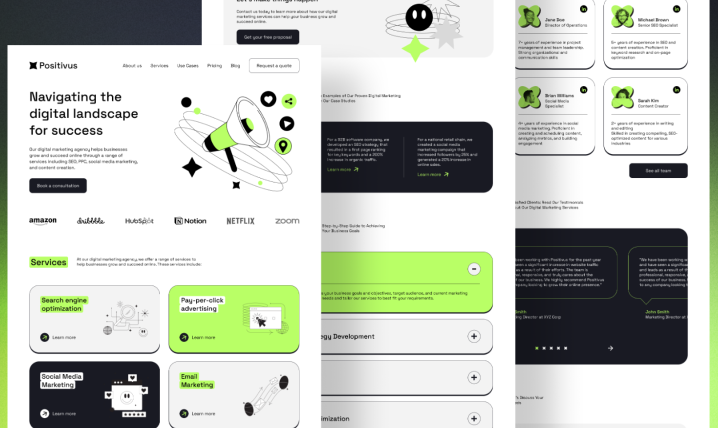 Positivus
About us
Services
Use Cases
Pricing
Blog
Request a quote
Navigating the
digital landscape
for success
Our digital marketing agency helps businesses
grow and succeed online through a range of
services including SEO, PPC, social media marketing,
and content creation.
Book a consultation
amazon
dribbble
HubSpot
Notion
NETFLIX
zoom
Services
At our digital marketing agency, we offer a range of services to
help businesses grow and succeed online. These services include:
Search engine
optimization
Learn more
Pay-per-click
advertising
Learn more
Social Media
Marketing
Learn more
Email
Marketing
Learn more
Let's make things happen
Contact us today to learn more about how our digital
marketing services can help your business grow and
succeed online.
Get your free proposal
Examples of Our Proven Digital Marketing
Case Studies
For a B2B software company, we
developed an SEO strategy that
resulted in a first page ranking
for key keywords and a 200%
increase in organic traffic.
Learn more
For a national retail chain, we
created a social media
marketing campaign that
increased followers by 25% and
generated a 20% increase in
online sales.
Learn more
Step-by-Step Guide to Achieving
Your Business Goals
your business goals and objectives, target audience, and current marketing
needs and tailor our services to best fit your requirements.
egy Development
imization
Jane Doe
Director of Operations
7+ years of experience in project
management and team leadership.
Strong organizational and
communication skills
Michael Brown
Senior SEO Specialist
5+ years of experience in SEO and
content creation. Proficient in
keyword research and on-page
optimization
Brian Williams
Social Media
Specialist
4+ years of experience in social
media marketing. Proficient in
creating and scheduling content,
analyzing metrics, and building
engagement
Sarah Kim
Content Creator
2+ years of experience in writing
and editing
Skilled in creating compelling, SEO-
optimized content for various
industries
See all team
Clients: Read Our Testimonials
Our Digital Marketing Services
been working with Positivus for the past year
seen a significant increase in website traffic
as a result of their efforts. The team is
professional, responsive, and truly cares about the
success of our business. We highly recommend Positivus
company looking to grow their online presence."
Smith
Marketing Director at XYZ Corp
"We have been working
and have seen a significant
and leads as a result of
professional, responsive,
success of our business.
to any company looking
John Smith
Marketing Director at